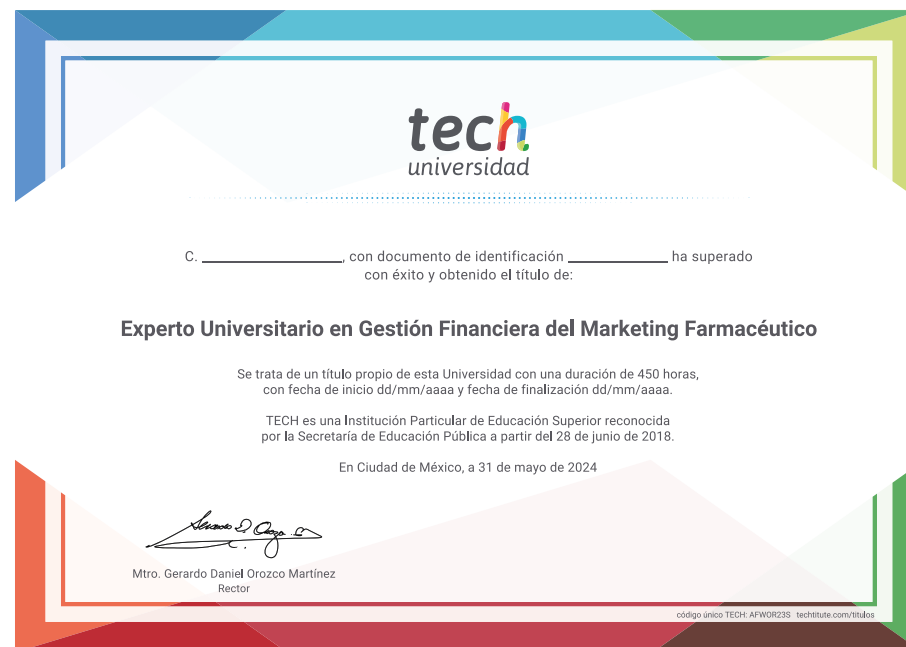 tech
universidad
C. ____________, con documento de identificación _________ ha superado
con éxito y obtenido el título de:
Experto Universitario en Gestión Financiera del Marketing Farmacéutico
Se trata de un título propio de esta Universidad con una duración de 450 horas,
con fecha de inicio dd/mm/aaaa y fecha de finalización dd/mm/aaaa.
TECH es una Institución Particular de Educación Superior reconocida
por la Secretaría de Educación Pública a partir del 28 de junio de 2018.
En Ciudad de México, a 31 de mayo de 2024
Mtro. Gerardo Daniel Orozco Martínez
Rector
código único TECH: AFWOR23S techtitute.com/titulos